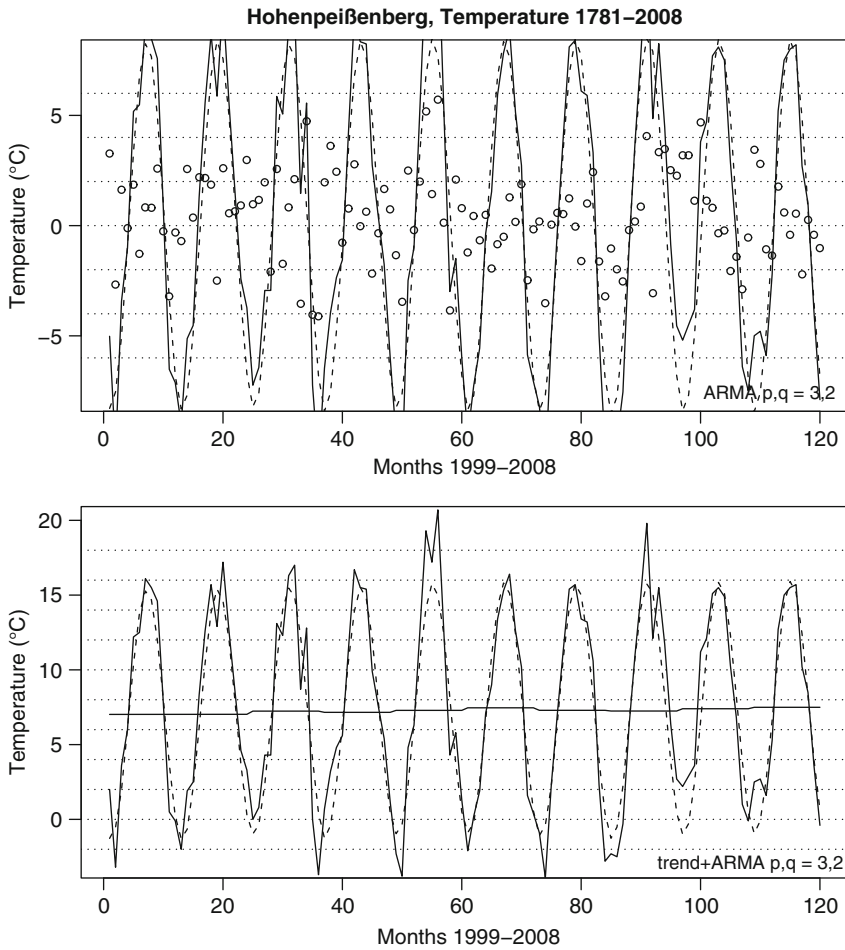 Hohenpeißenberg, Temperature 1781−2008
Temperature (°C)
5
0
−5
ARMA p,q = 3,2
0 20 40 60 80 100 120
Months 1999−2008
Temperature (°C)
20
15
10
5
0
trend+ARMA p,q = 3,2
0 20 40 60 80 100 120
Months 1999−2008